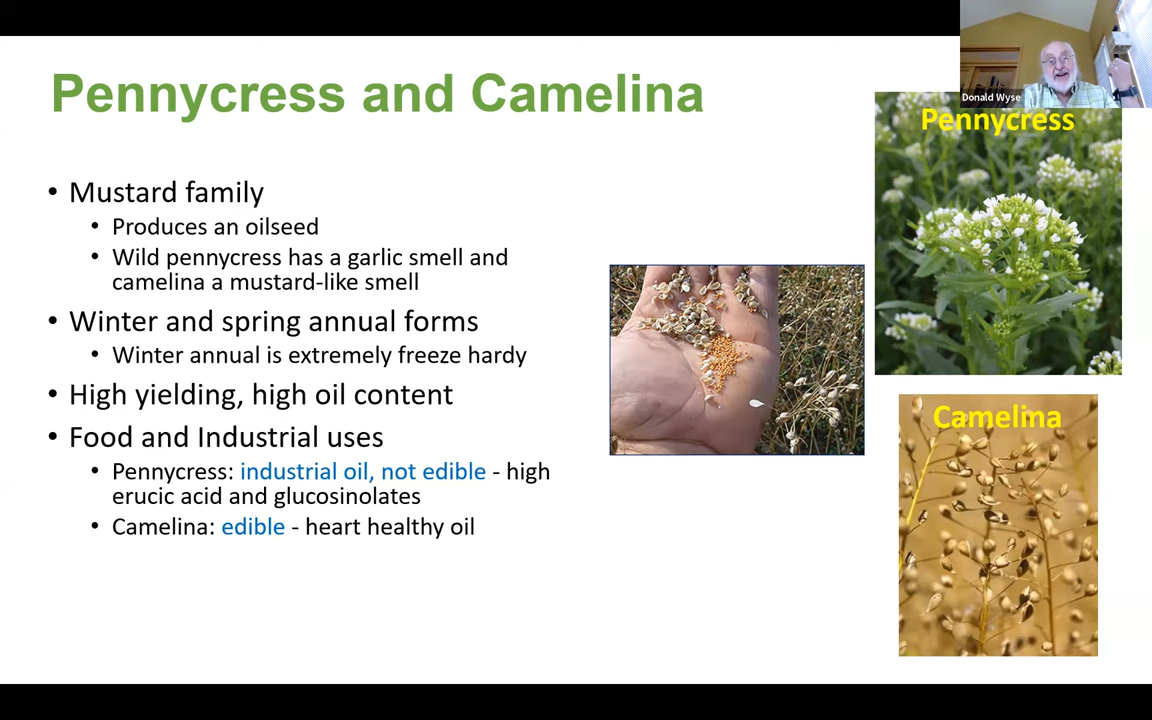 Pennycress and Camelina
Donald Wyse
Pennycress
• Mustard family
• Produces an oilseed
• Wild pennycress has a garlic smell and
camelina a mustard-like smell
• Winter and spring annual forms
• Winter annual is extremely freeze hardy
• High yielding, high oil content
• Food and Industrial uses
• Pennycress: industrial oil, not edible - high
erucic acid and glucosinolates
• Camelina: edible - heart healthy oil
Camelina